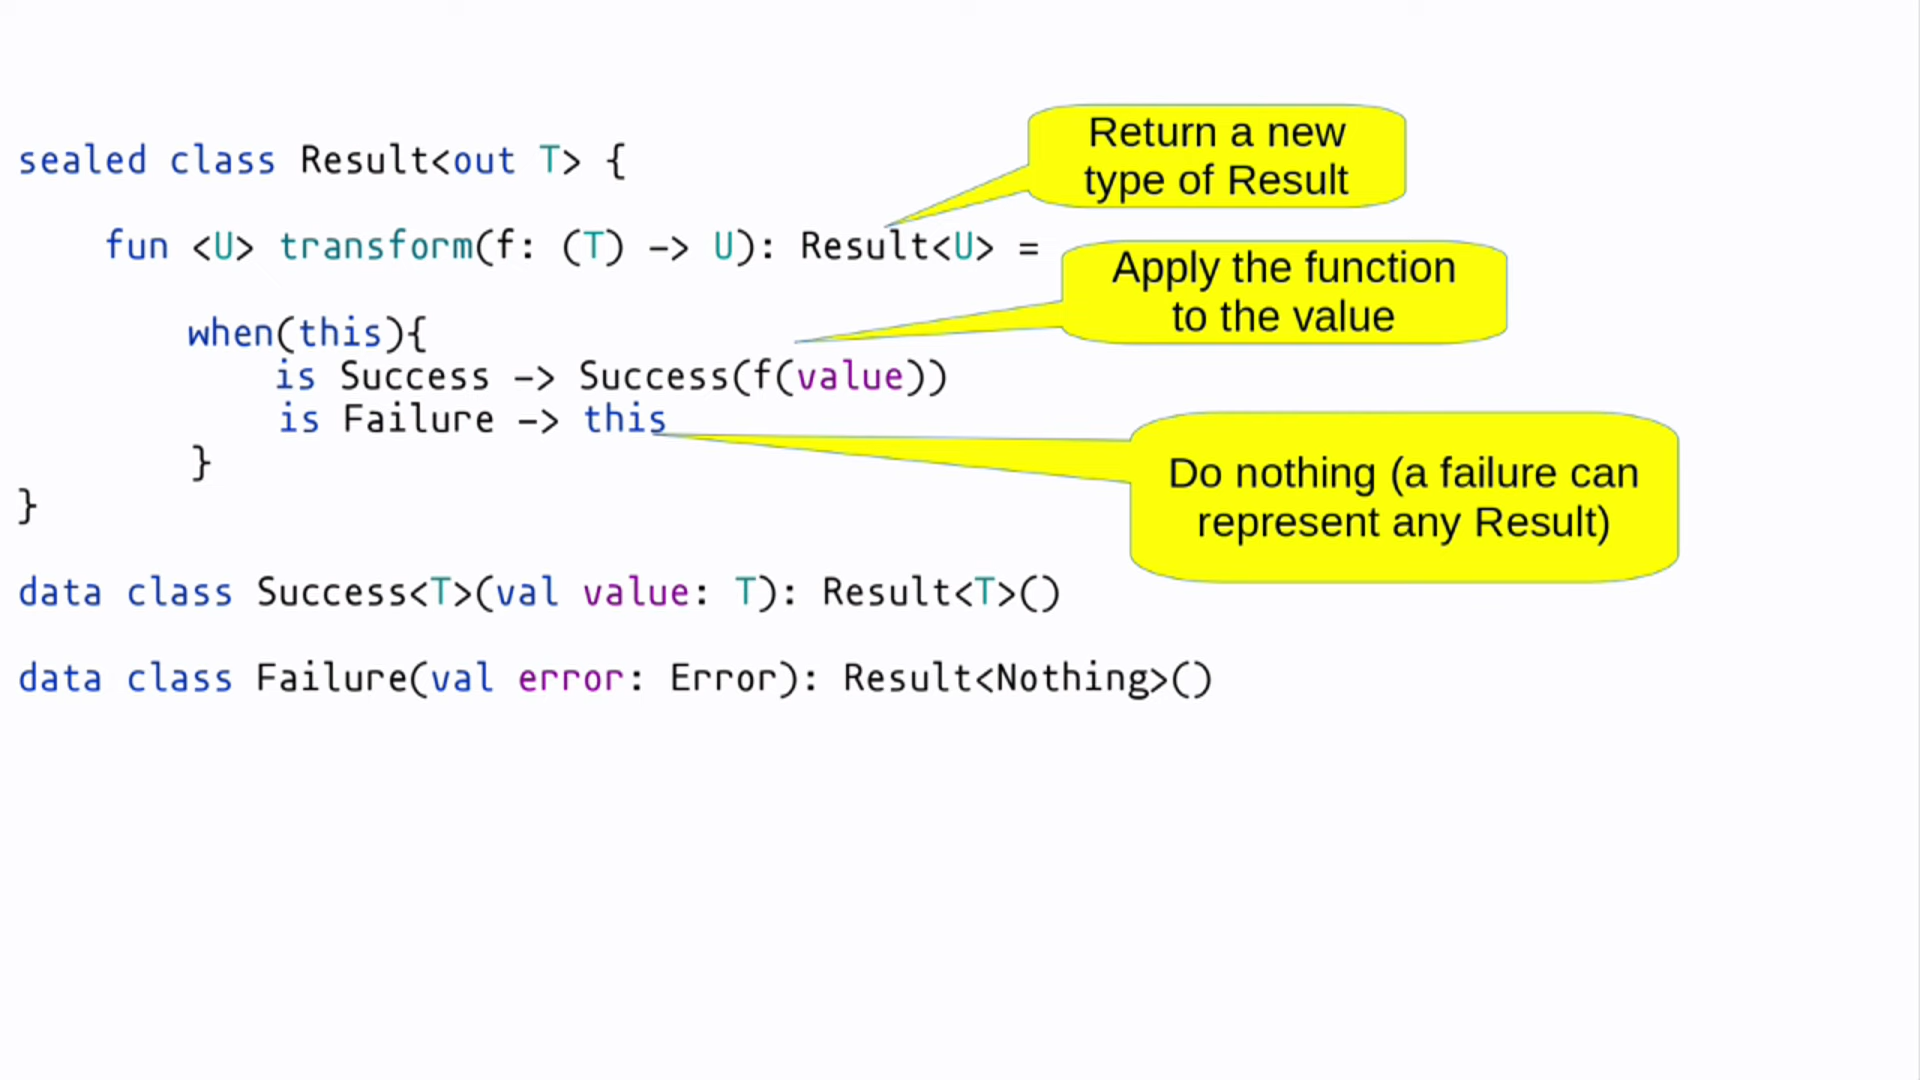 sealed class Result<out T> {
fun <U> transform(f: (T) -> U): Result<U> =
when(this){
is Success -> Success(f(value))
is Failure -> this
}
}
data class Success<T>(val value: T): Result<T>()
data class Failure(val error: Error): Result<Nothing>()
Return a new
type of Result
Apply the function
to the value
Do nothing (a failure can
represent any Result)